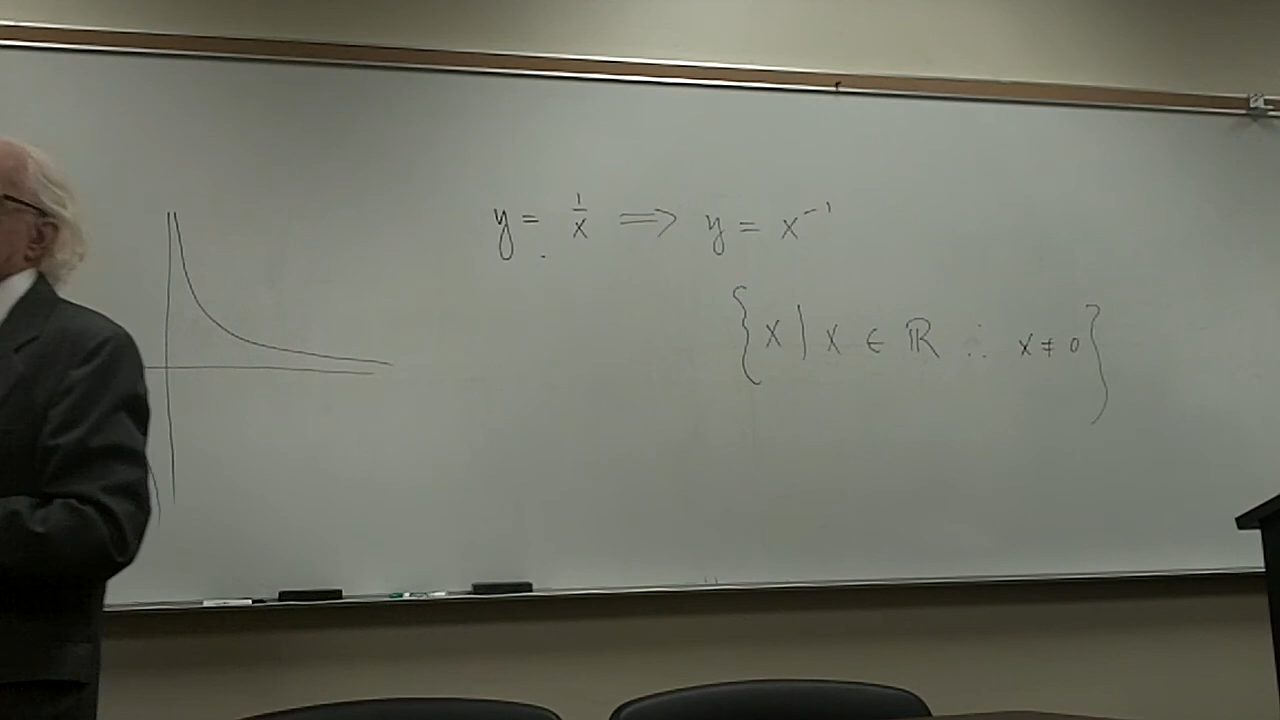 y = 1/x ⟹ y = x⁻¹
{x | x ∈ ℝ ∴ x ≠ 0}